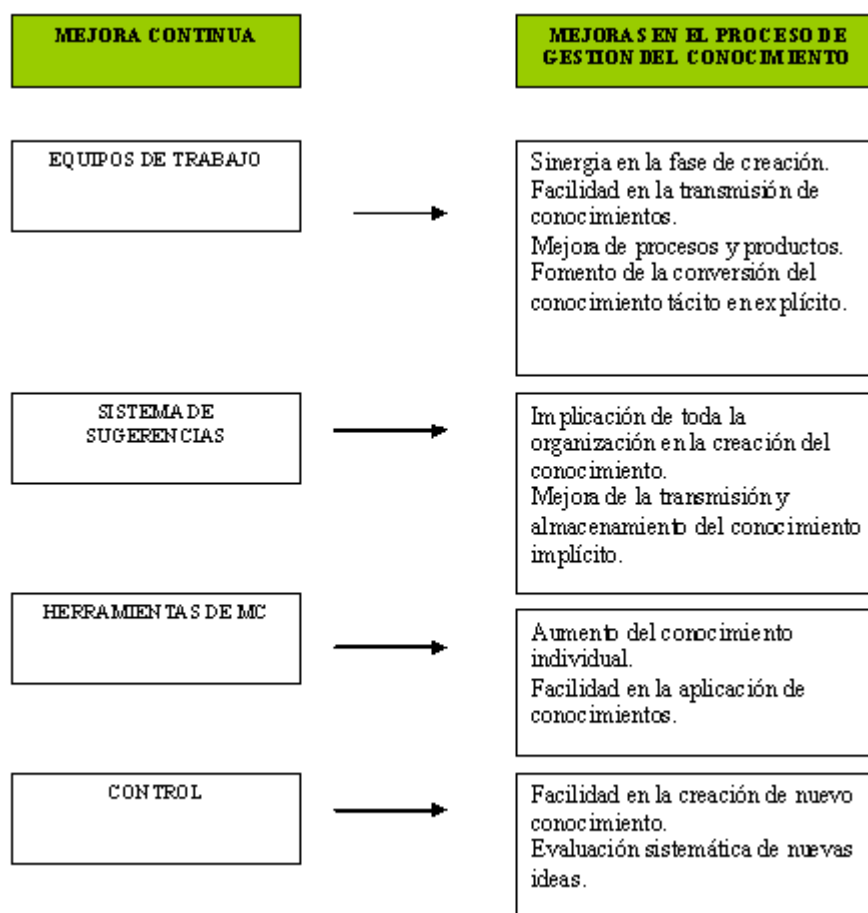 MEJORA CONTINUA
MEJORAS EN EL PROCESO DE
GESTION DEL CONOCIMIENTO
EQUIPOS DE TRABAJO
Sinergia en la fase de creación.
Facilidad en la transmisión de
conocimientos.
Mejora de procesos y productos.
Fomento de la conversión del
conocimiento tácito en explícito.
SISTEMA DE
SUGERENCIAS
Implicación de toda la
organización en la creación del
conocimiento.
Mejora de la transmisión y
almacenamiento del conocimiento
implícito.
HERRAMIENTAS DE MC
Aumento del conocimiento
individual.
Facilidad en la aplicación de
conocimientos.
CONTROL
Facilidad en la creación de nuevo
conocimiento.
Evaluación sistemática de nuevas
ideas.